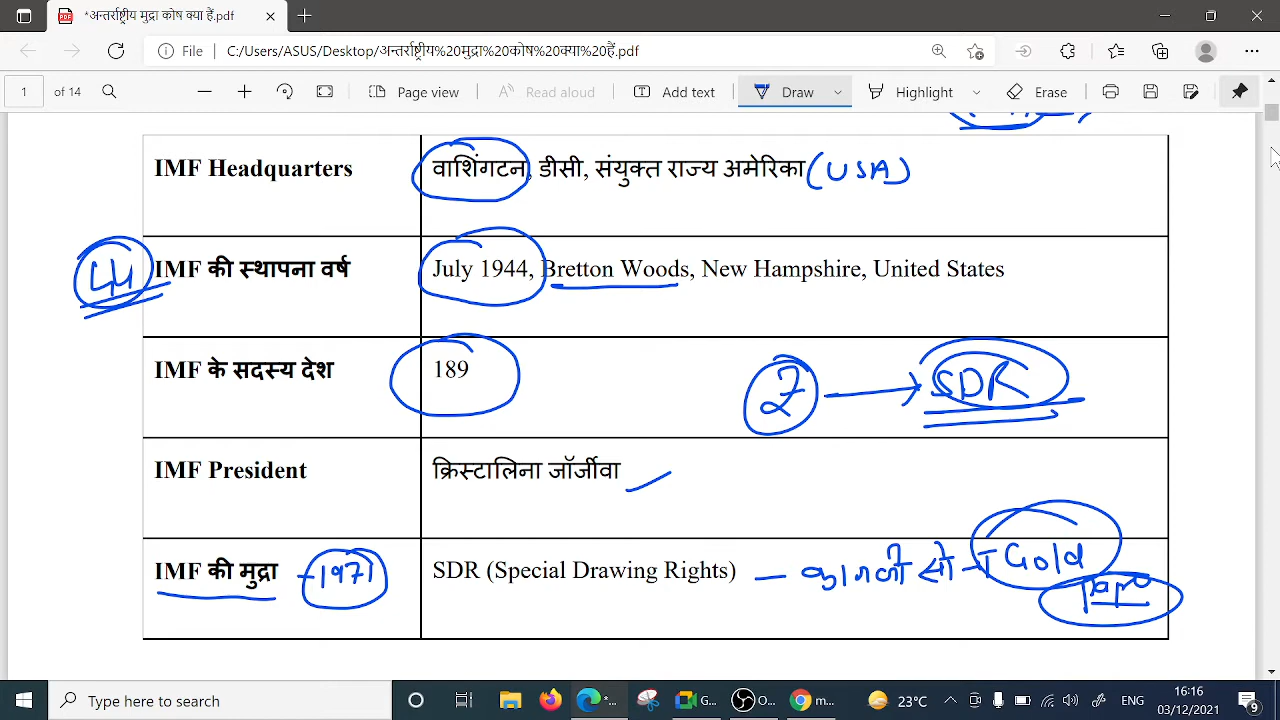 *अन्तर्राष्ट्रीय मुद्रा कोष क्या हैं.pdf
File C:/Users/ASUS/Desktop/अन्तर्राष्ट्रीय%20मुद्रा%20कोष%20क्या%20हैं.pdf
1 of 14 Page view Read aloud Add text Draw Highlight Erase
IMF Headquarters वाशिंगटन, डीसी, संयुक्त राज्य अमेरिका (USA)
44 IMF की स्थापना वर्ष July 1944, Bretton Woods, New Hampshire, United States
IMF के सदस्य देश 189 ₹ → SDR
IMF President क्रिस्टालिना जॉर्जीवा
IMF की मुद्रा - 1971 SDR (Special Drawing Rights) - Gold
Type here to search G... O... m... 23°C ENG 16:16
03/12/2021 9